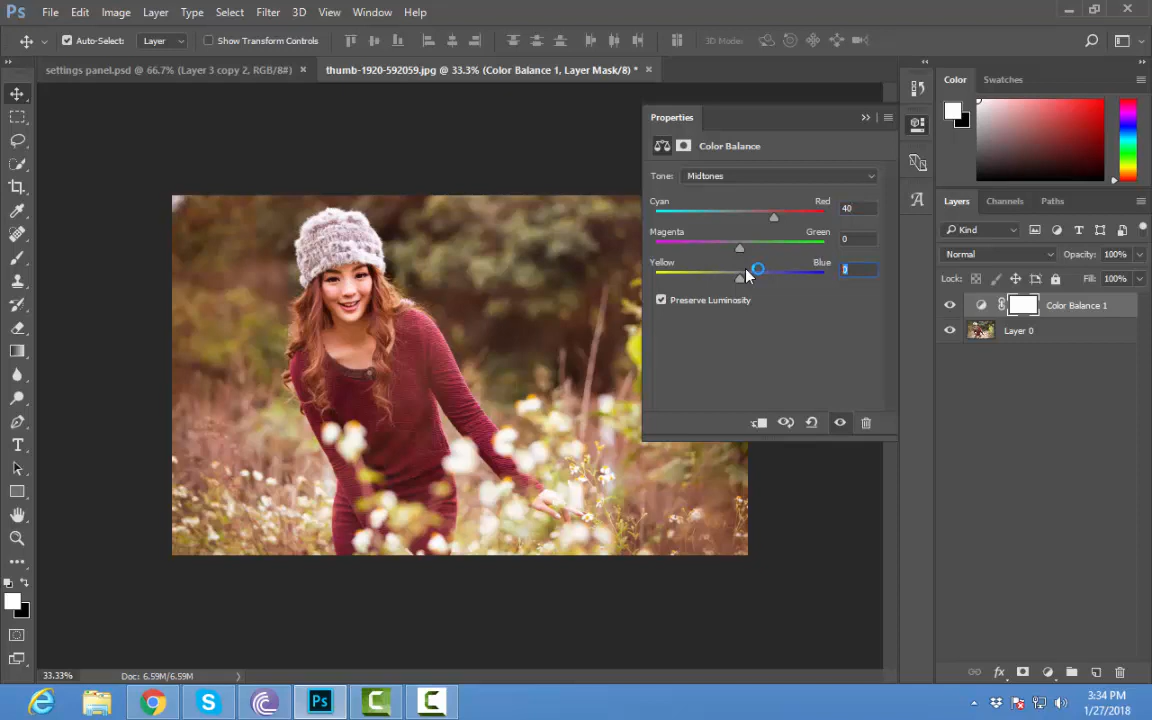 Ps File Edit Image Layer Type Select Filter 3D View Window Help
Auto-Select: Layer Show Transform Controls 3D Mode:
settings panel.psd @ 66.7% (Layer 3 copy 2, RGB/8#) × thumb-1920-592059.jpg @ 33.3% (Color Balance 1, Layer Mask/8) * ×
Color Swatches
Properties
Color Balance
Tone: Midtones
Cyan Red 40
Magenta Green 0
Yellow Blue 0
Preserve Luminosity
Layers Channels Paths
Kind
Normal Opacity: 100%
Lock: Fill: 100%
Color Balance 1
Layer 0
33.33% Doc: 6.59M/6.59M
Ps
3:34 PM
1/27/2018